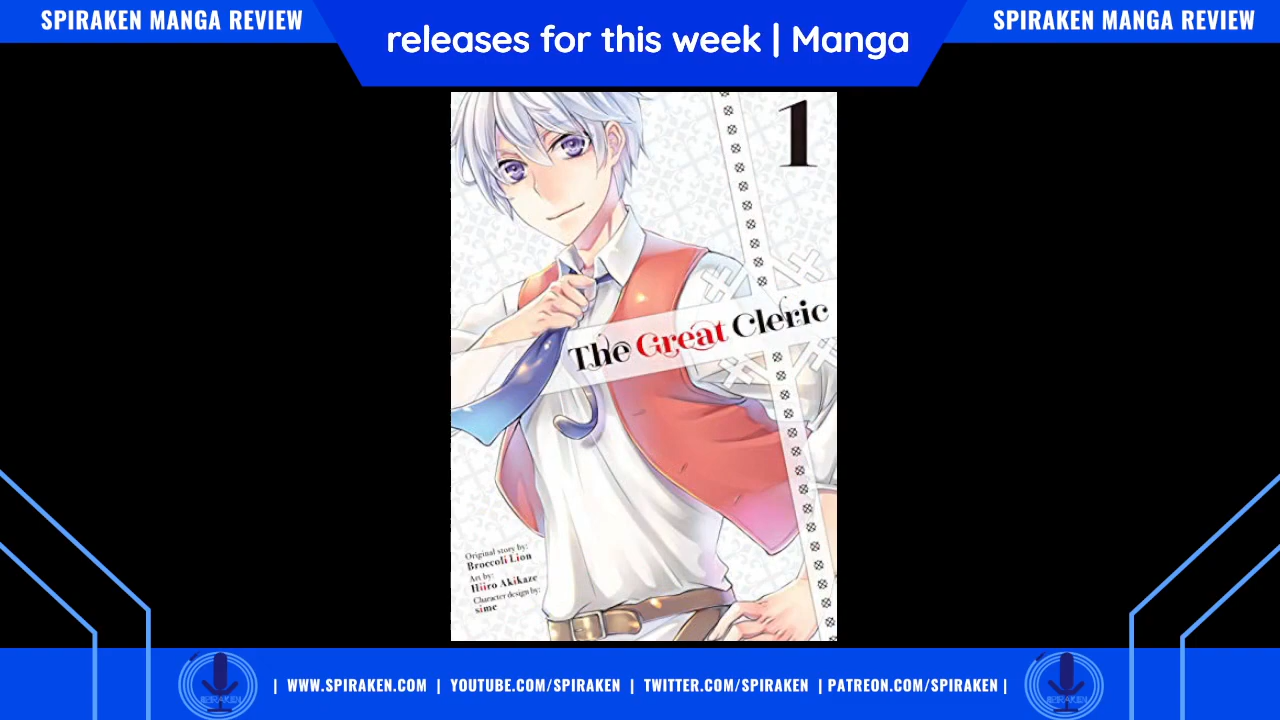 SPIRAKEN MANGA REVIEW
releases for this week | Manga
SPIRAKEN MANGA REVIEW
1
The Great Cleric
Original story by:
Broccoli Lion
Art by:
Hiiro Akikaze
Character design by:
sime
SPIRAKEN
| WWW.SPIRAKEN.COM | YOUTUBE.COM/SPIRAKEN | TWITTER.COM/SPIRAKEN | PATREON.COM/SPIRAKEN |
SPIRAKEN